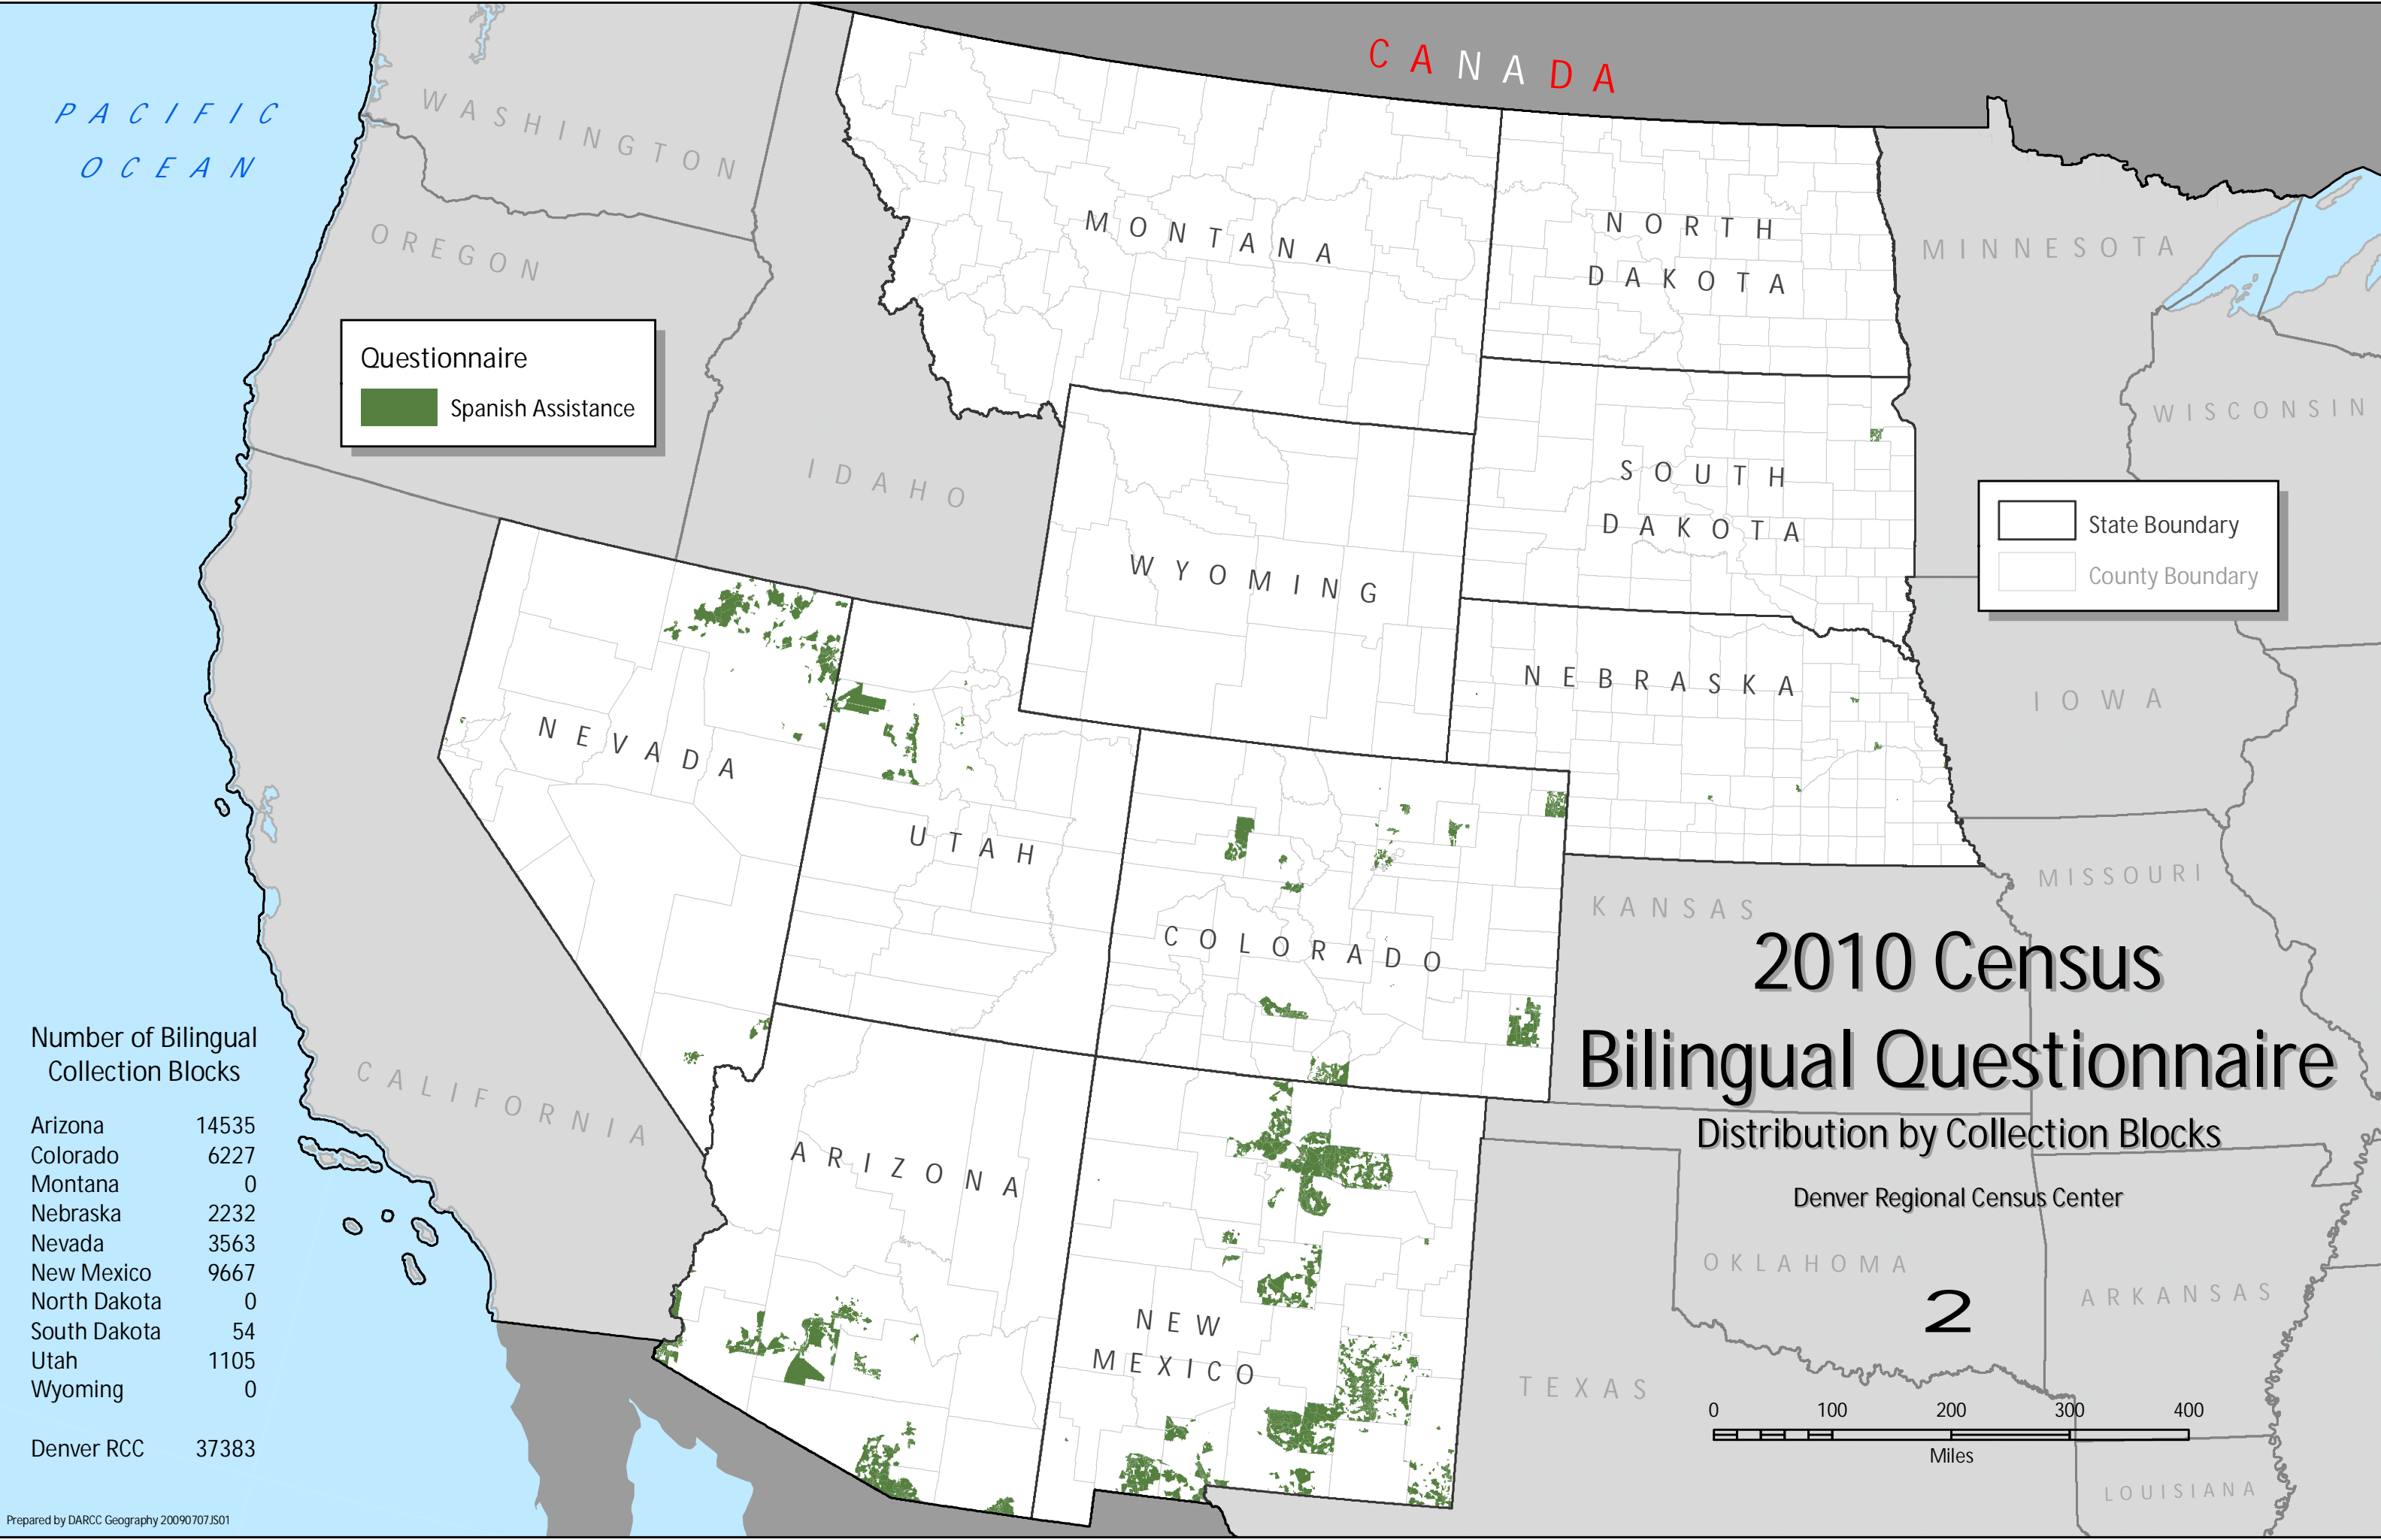 CANADA
PACIFIC
OCEAN
WASHINGTON
MONTANA
NORTH
DAKOTA
MINNESOTA
OREGON
Questionnaire
Spanish Assistance
IDAHO
WISCONSIN
SOUTH
DAKOTA
State Boundary
County Boundary
WYOMING
NEBRASKA
IOWA
NEVADA
UTAH
COLORADO
KANSAS
MISSOURI
2010 Census
Bilingual Questionnaire
Distribution by Collection Blocks
Denver Regional Census Center
CALIFORNIA
ARIZONA
NEW
MEXICO
OKLAHOMA
ARKANSAS
2
TEXAS
LOUISIANA
0 100 200 300 400
Miles
Number of Bilingual
Collection Blocks
Arizona 14535
Colorado 6227
Montana 0
Nebraska 2232
Nevada 3563
New Mexico 9667
North Dakota 0
South Dakota 54
Utah 1105
Wyoming 0
Denver RCC 37383
Prepared by DARCC Geography 20090707JS01